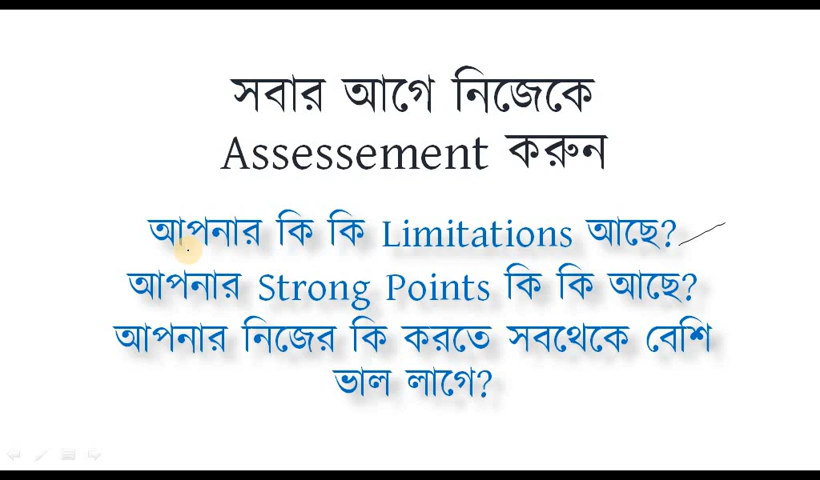 সবার আগে নিজেকে
Assessement করুন
আপনার কি কি Limitations আছে?
আপনার Strong Points কি কি আছে?
আপনার নিজের কি করতে সবথেকে বেশি
ভাল লাগে?